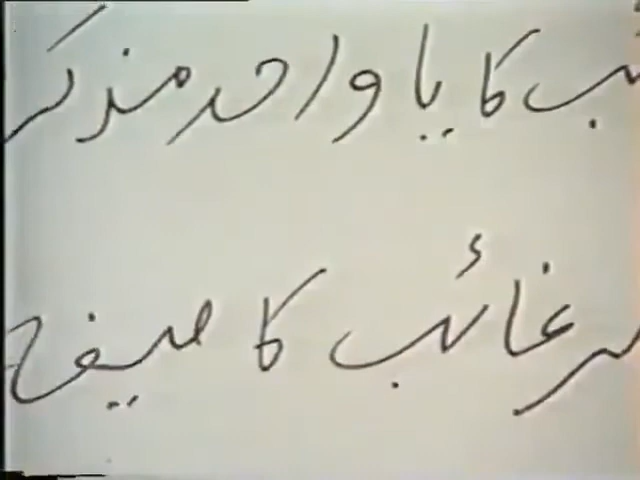 کا یا واحد مذکر
غائب کا صیغہ